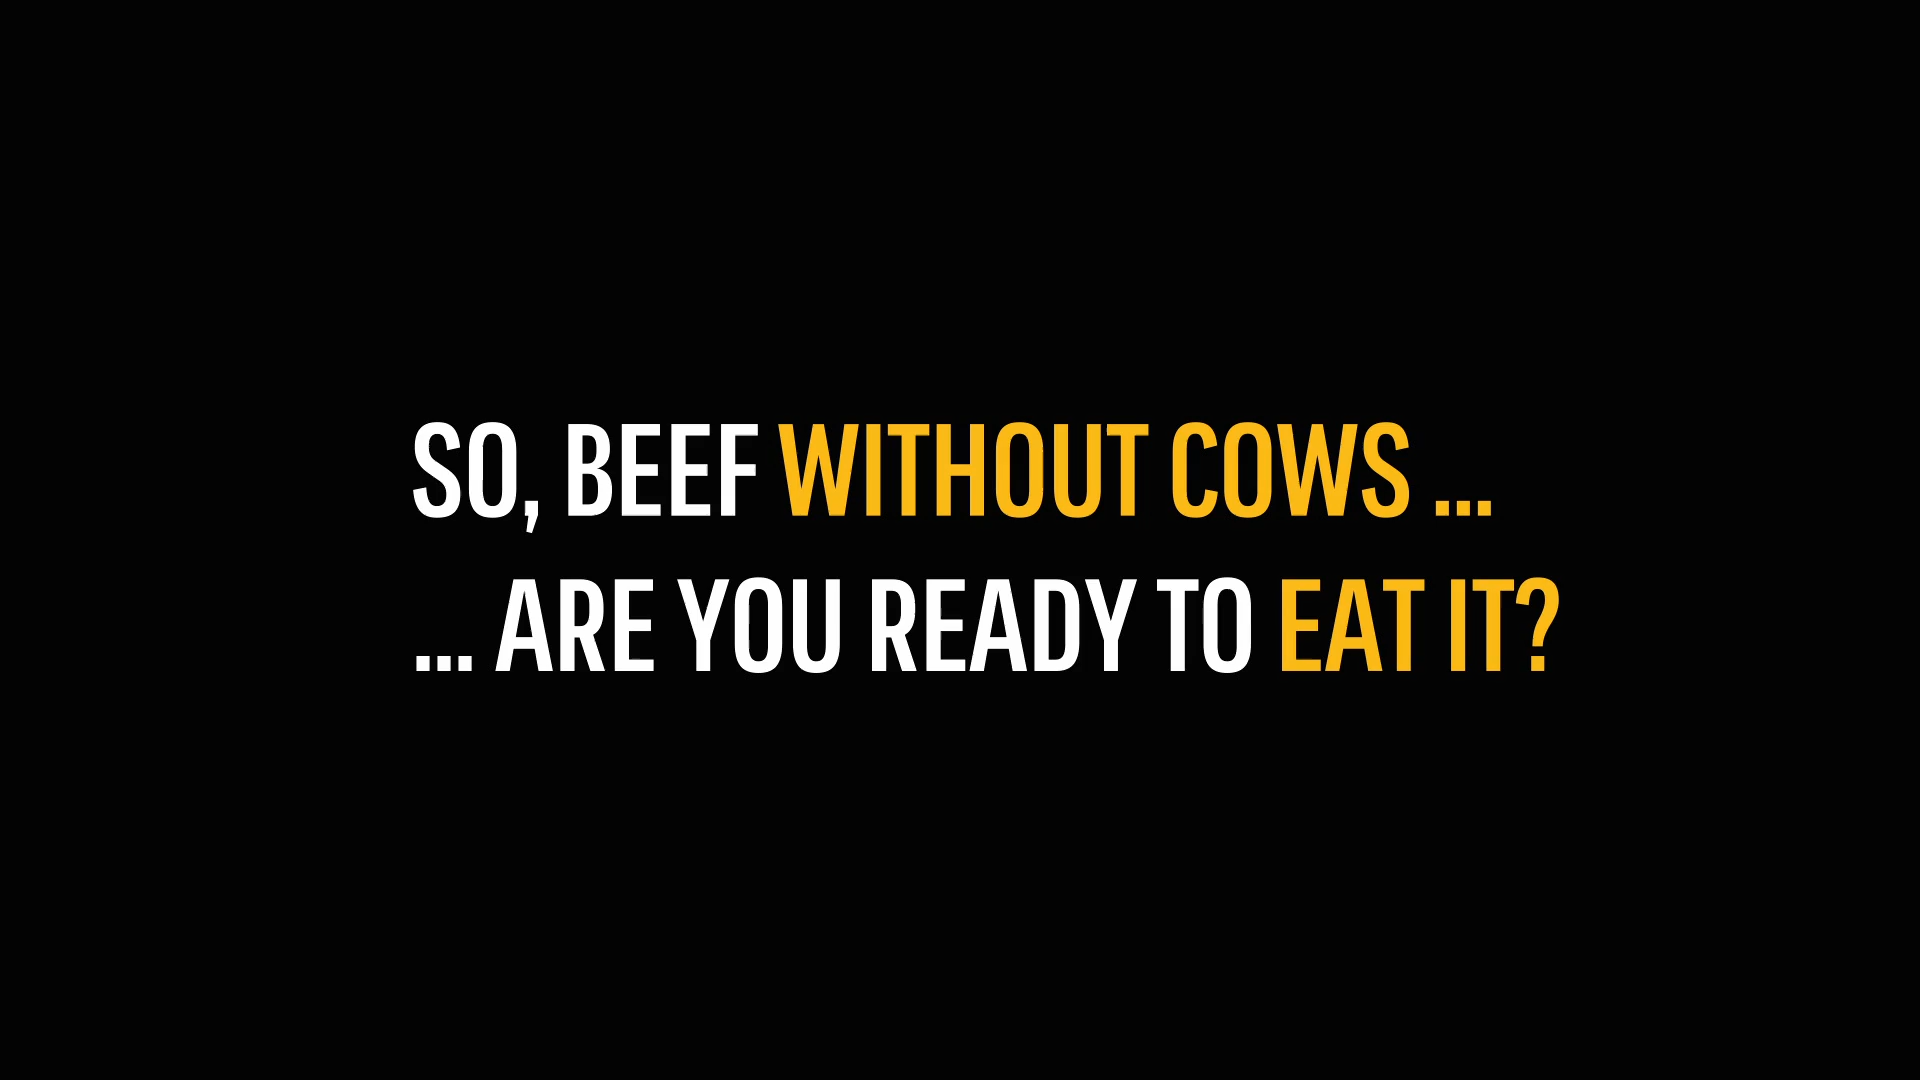 SO, BEEF WITHOUT COWS ...
... ARE YOU READY TO EAT IT?